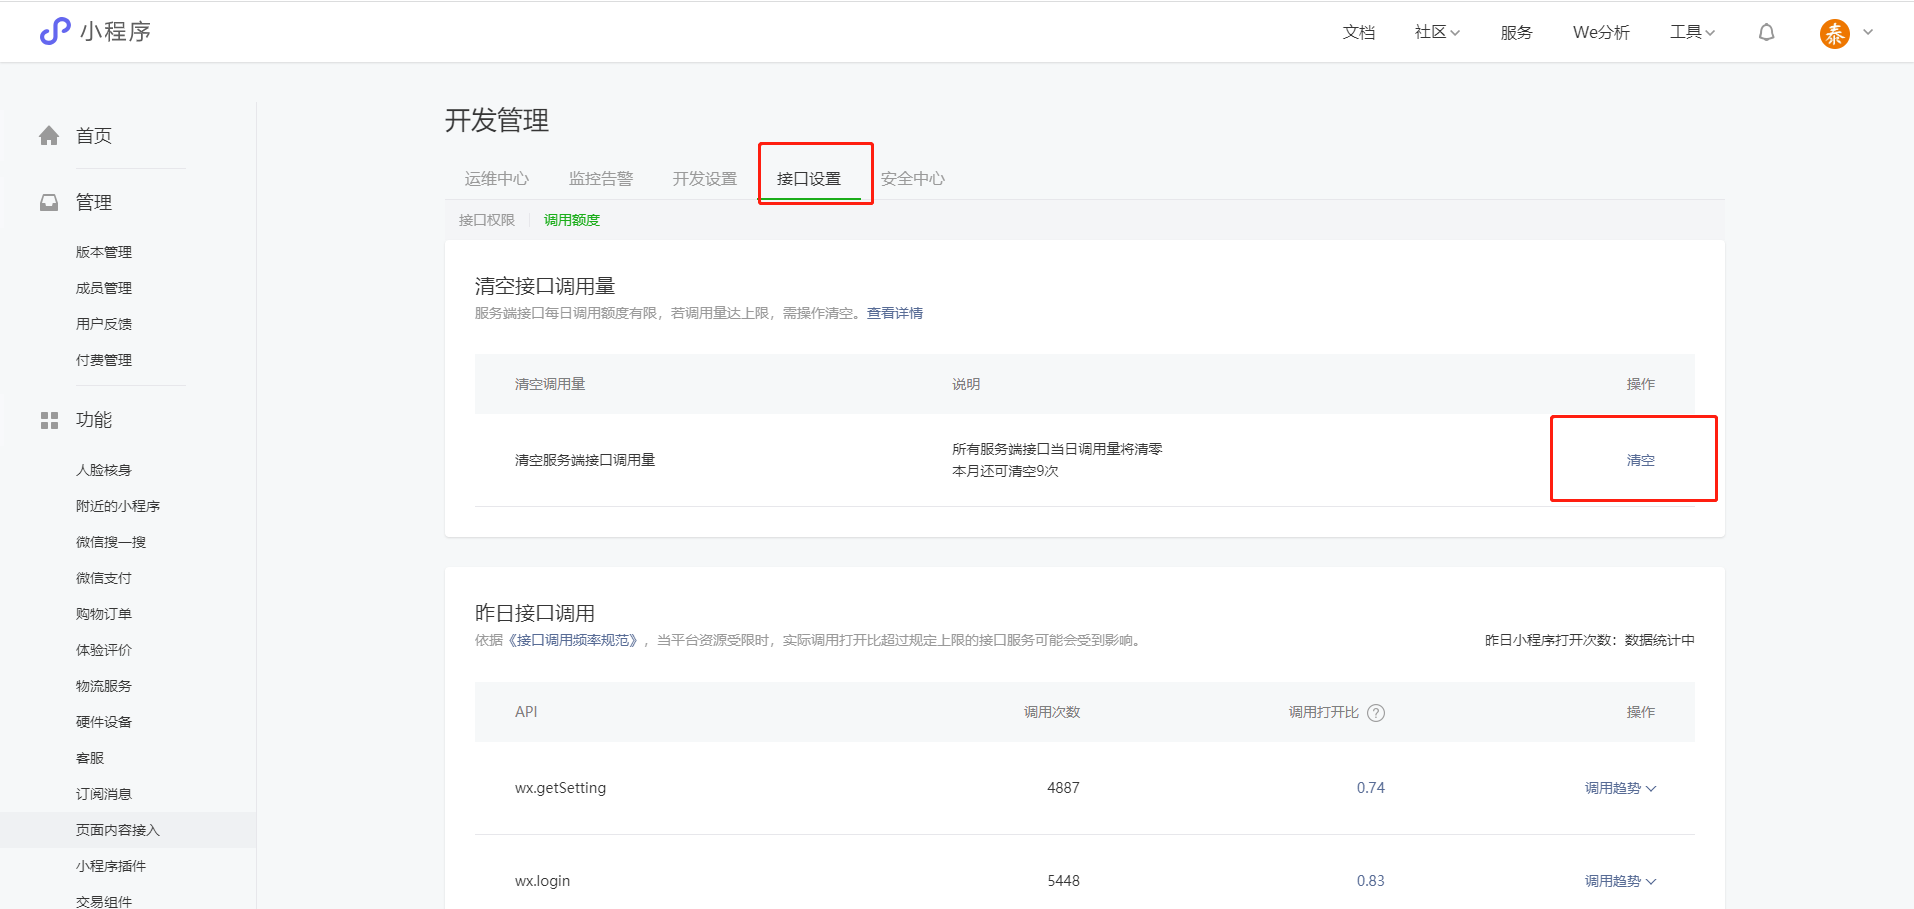 小程序
文档 社区 服务 We分析 工具 泰
首页
管理
版本管理
成员管理
用户反馈
付费管理
功能
人脸核身
附近的小程序
微信搜一搜
微信支付
购物订单
体验评价
物流服务
硬件设备
客服
订阅消息
页面内容接入
小程序插件
交易组件
开发管理
运维中心 监控告警 开发设置 接口设置 安全中心
接口权限 调用额度
清空接口调用量
服务端接口每日调用额度有限，若调用量达上限，需操作清空。查看详情
清空调用量 说明 操作
清空服务端接口调用量 所有服务端接口当日调用量将清零
本月还可清空9次 清空
昨日接口调用
依据《接口调用频率规范》，当平台资源受限时，实际调用打开比超过规定上限的接口服务可能会受到影响。 昨日小程序打开次数：数据统计中
API 调用次数 调用打开比 ? 操作
wx.getSetting 4887 0.74 调用趋势
wx.login 5448 0.83 调用趋势